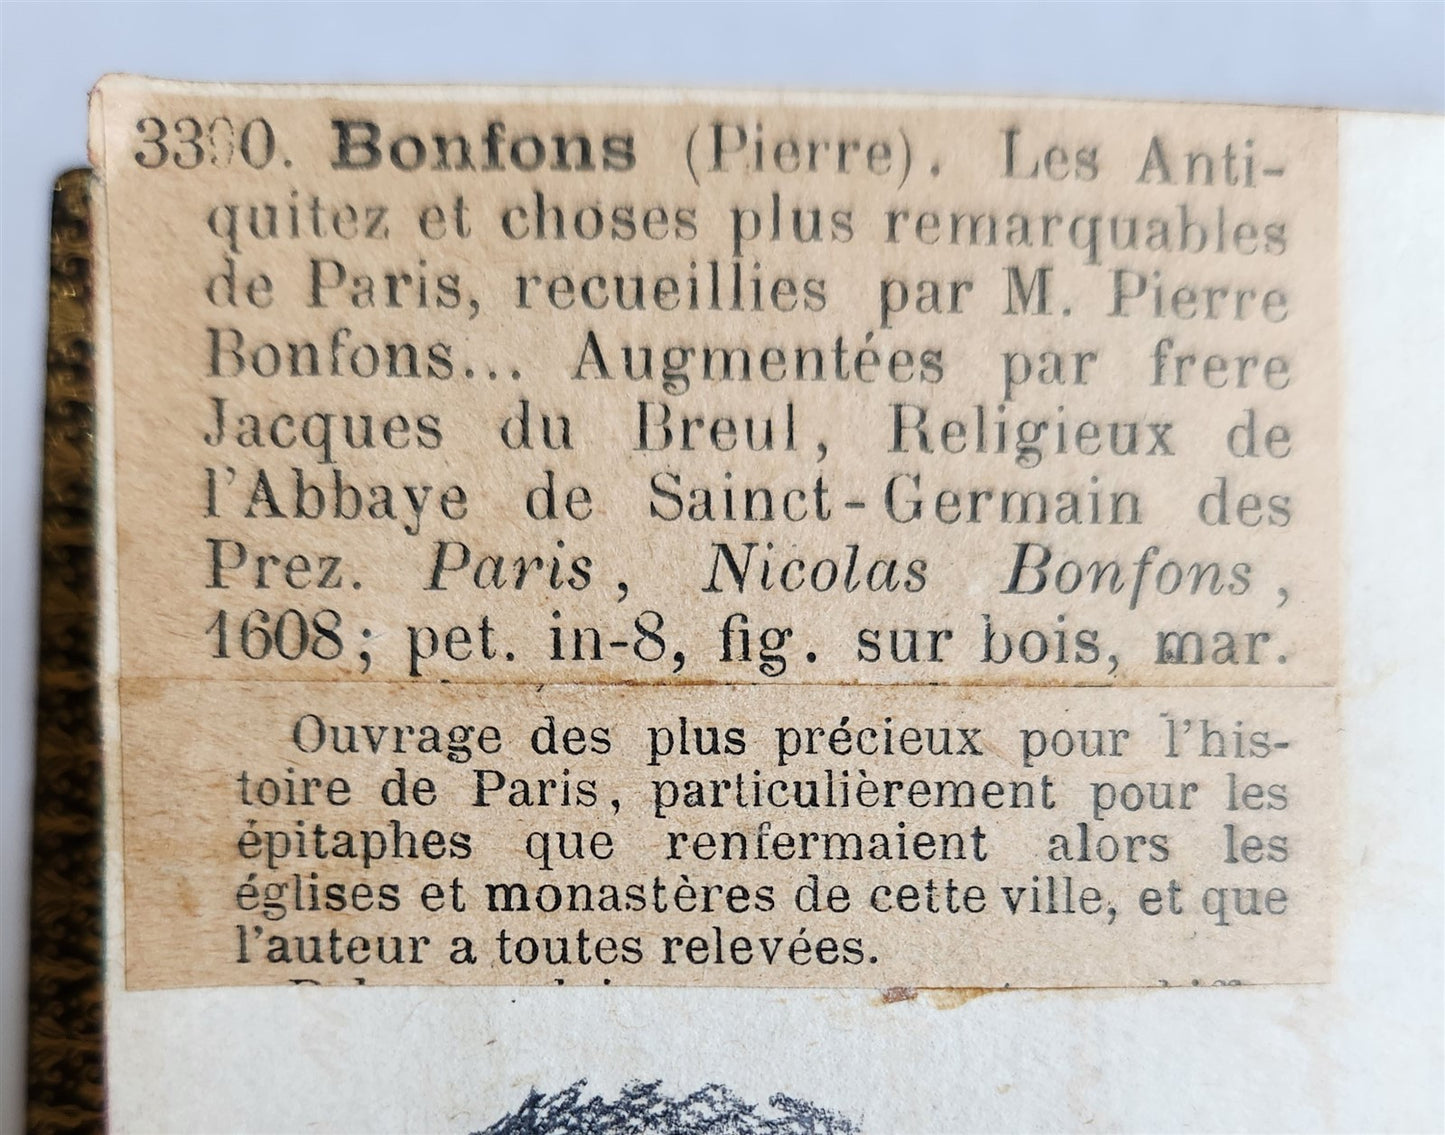 Bonfons (Pierre). Les Anti-
quitez et choses plus remarquables
de Paris, recueillies par M. Pierre
Bonfons... Augmentées par frere
Jacques du Breul, Religieux de
l'Abbaye de Sainct-Germain des
Prez. Paris, Nicolas Bonfons,
1608; pet. in-8, fig. sur bois, mar.
Ouvrage des plus précieux pour l'his-
toire de Paris, particulièrement pour les
épitaphes que renfermaient alors les
églises et monastères de cette ville, et que
l'auteur a toutes relevées.